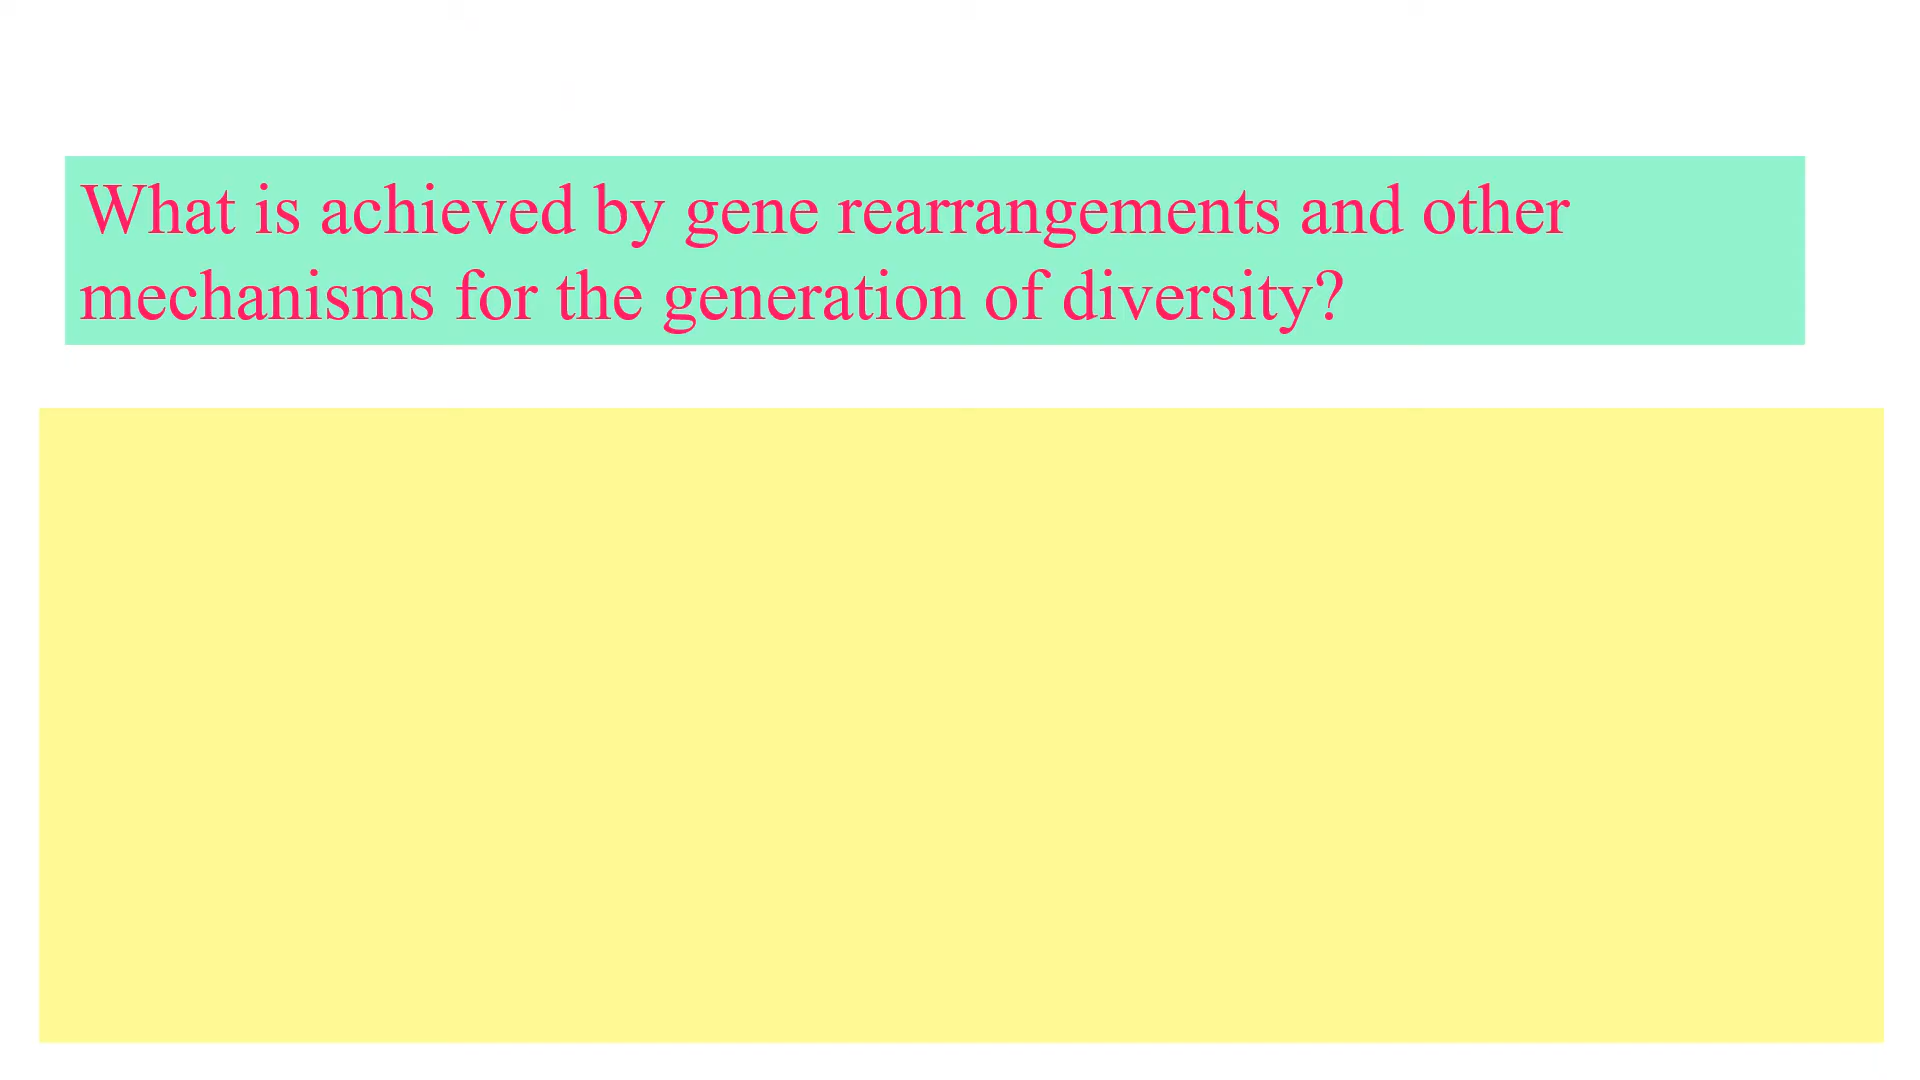 What is achieved by gene rearrangements and other
mechanisms for the generation of diversity?